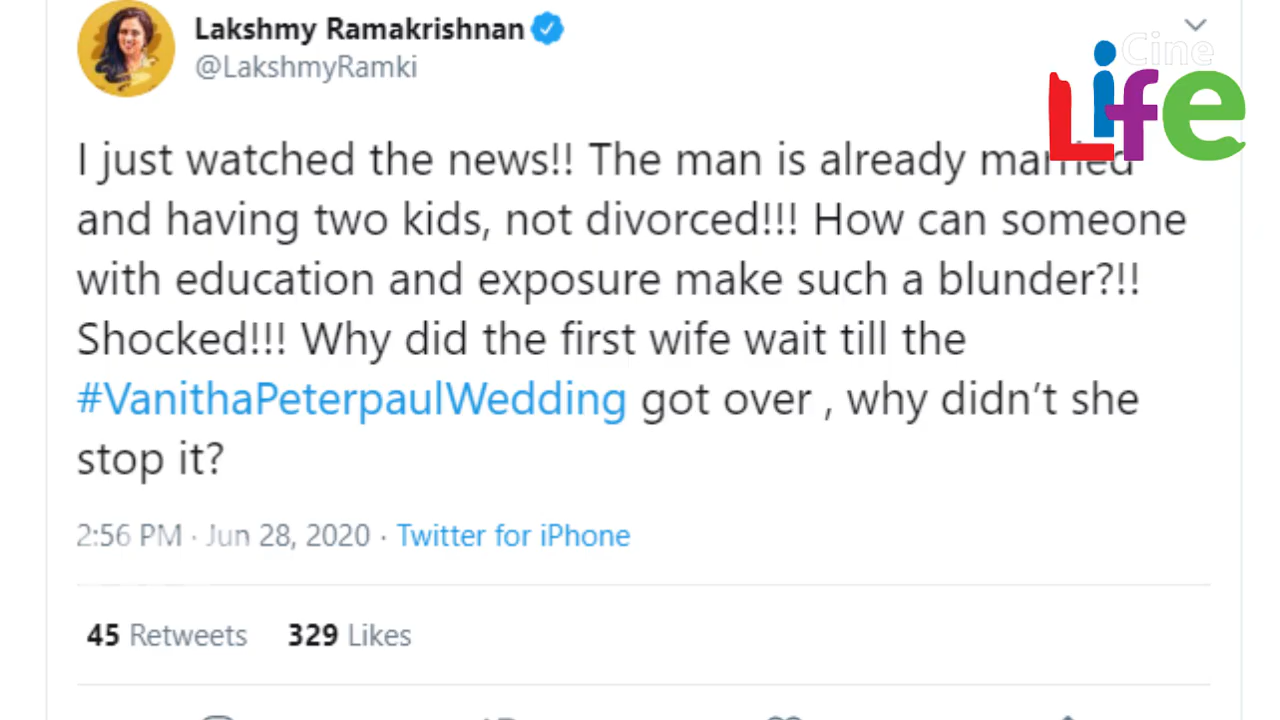 Lakshmy Ramakrishnan
@LakshmyRamki
Cine
Life
I just watched the news!! The man is already married
and having two kids, not divorced!!! How can someone
with education and exposure make such a blunder?!!
Shocked!!! Why did the first wife wait till the
#VanithaPeterpaulWedding got over , why didn’t she
stop it?
2:56 PM · Jun 28, 2020 · Twitter for iPhone
45 Retweets 329 Likes